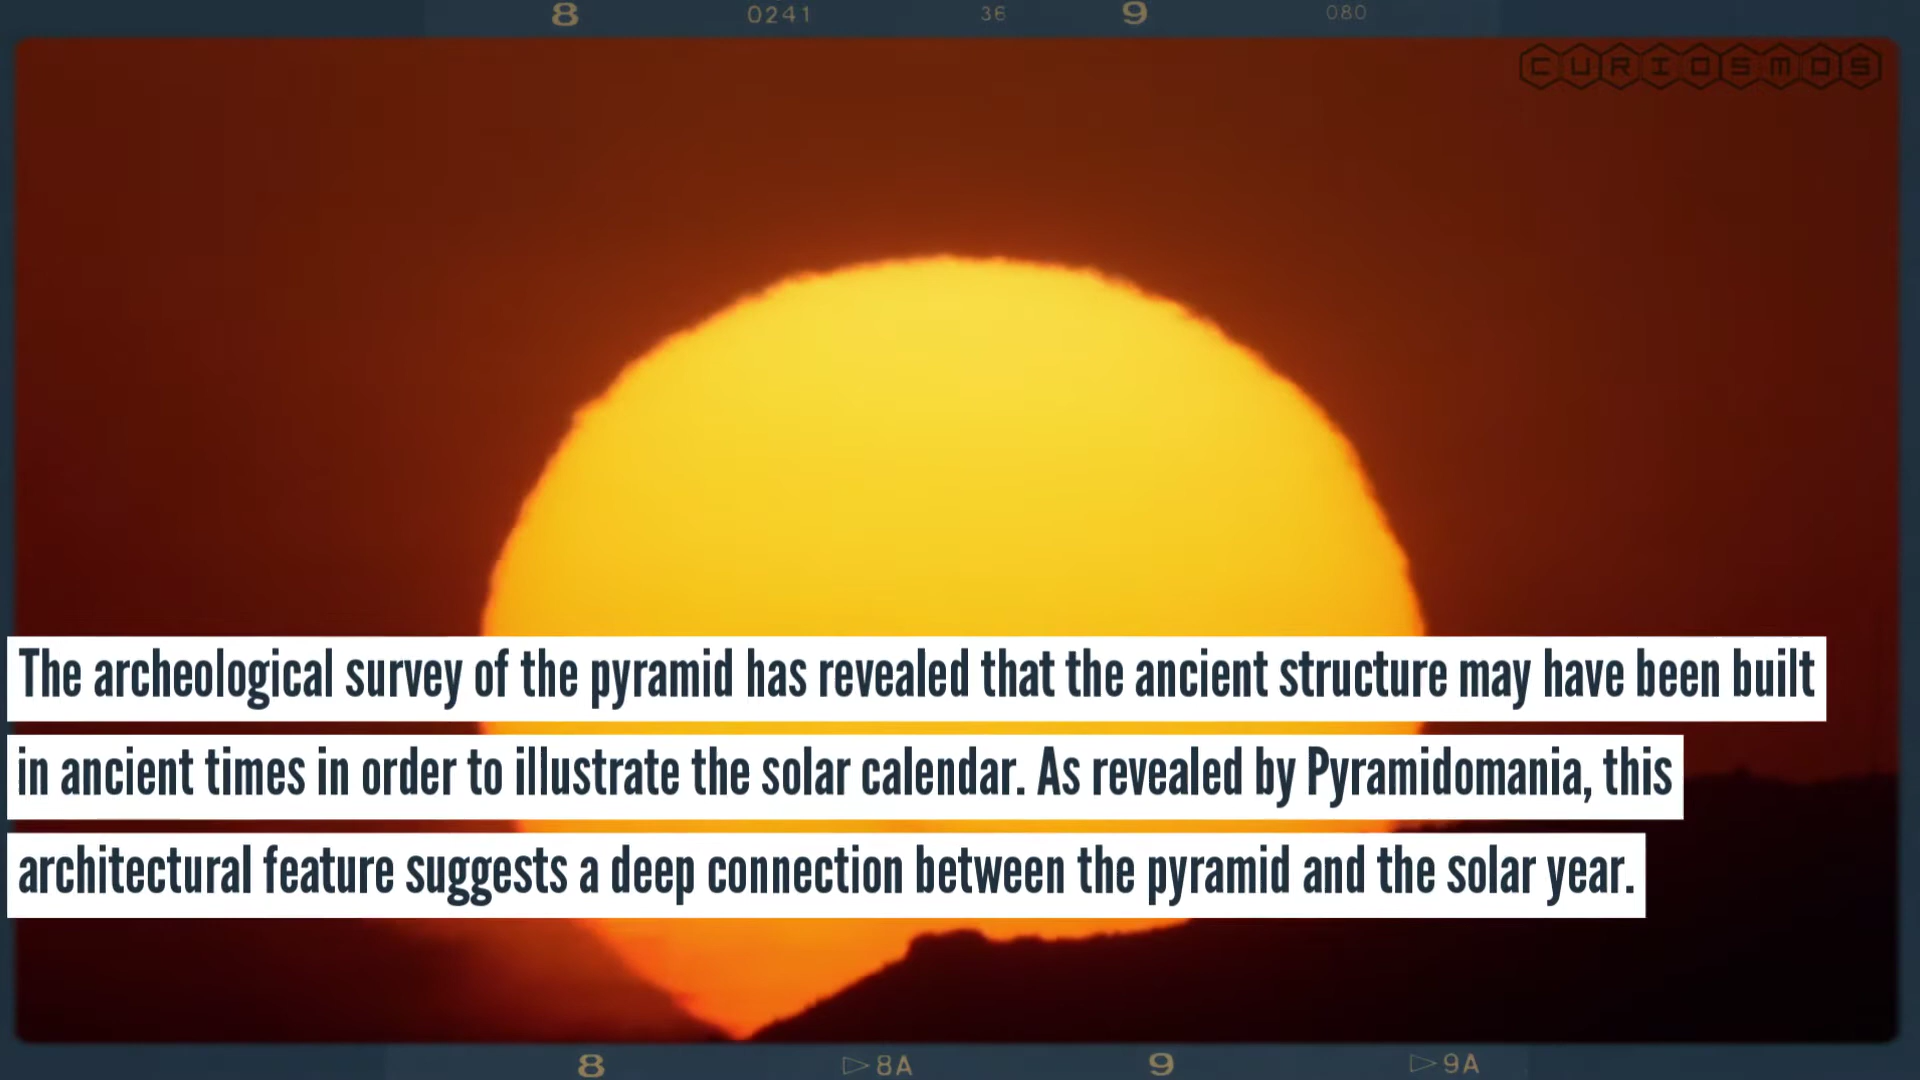 8 0241 36 9 080
CURIOSMOS
The archeological survey of the pyramid has revealed that the ancient structure may have been built
in ancient times in order to illustrate the solar calendar. As revealed by Pyramidomania, this
architectural feature suggests a deep connection between the pyramid and the solar year.
8 ▷8A 9 ▷9A